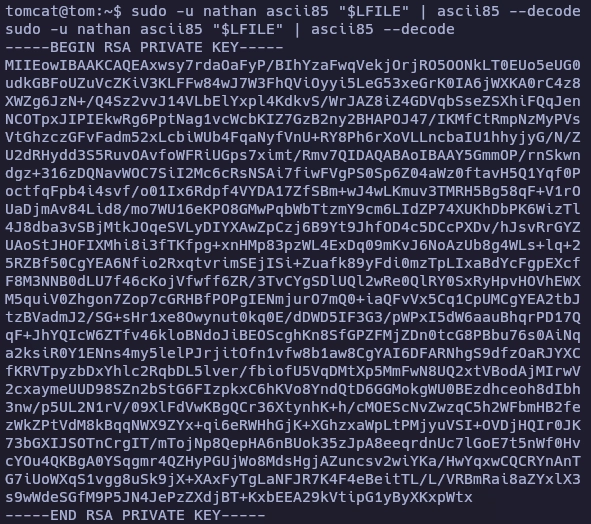 tomcat@tom:~$ sudo -u nathan ascii85 "$LFILE" | ascii85 --decode
sudo -u nathan ascii85 "$LFILE" | ascii85 --decode
-----BEGIN RSA PRIVATE KEY-----
MIIEowIBAAKCAQEAxwsy7rdaOaFyP/BIhYzaFwqVekjOrjRO5OONkLT0EUo5eUG0
udkGBFoUZuVcZKiV3KLFFw84wJ7W3FhQViOyyi5LeG53xeGrK0IA6jWXKA0rC4z8
XWZg6JzN+/Q4Sz2vvJ14VLbElYxpl4KdkvS/WrJAZ8iZ4GDVqbSseZSXhiFQqJen
NCOTpxJIPIEkwRg6PptNag1vcWcbKIZ7GzB2ny2BHAPOJ47/IKMfCtRmpNzMyPVs
VtGhzczGFvFadm52xLcbiWUb4FqaNyfVnU+RY8Ph6rXoVLLncbaIU1hhyjyG/N/Z
U2dRHydd3S5RuvOAvfoWFRiUGps7ximt/Rmv7QIDAQABAoIBAAY5GmmOP/rnSkwn
dgz+316zDQNavWOC7SiI2Mc6cRsNSAi7fiwFVgPS0Sp6Z04aWz0ftavH5Q1Yqf0P
octfqFpb4i4svf/o01Ix6Rdpf4VYDA17ZfSBm+wJ4wLKmuv3TMRH5Bg58qF+V1rO
UaDjmAv84Lid8/mo7WU16eKPO8GMwPqbWbTtzmY9cm6LIdZP74XUKhDbPK6WizTl
4J8dba3vSBjMtkJOqeSVLyDIYXAwZpCzj6B9Yt9JhfOD4c5DCcPXDv/hJsvRrGYZ
UAoStJHOFIXMhi8i3fTKfpg+xnHMp83pzWL4ExDq09mKvJ6NoAzUb8g4WLs+lq+2
5RZBf50CgYEA6Nfio2RxqtvrimSEjISi+Zuafk89yFdi0mzTpLIxaBdYcFgpEXcf
F8M3NNB0dLU7f46cKojVfwff6ZR/3TvCYgSDlUQl2wRe0QlRY0SxRyHpvHOVhEWX
M5quiV0Zhgon7Zop7cGRHBfPOPgIENmjurO7mQ0+iaQFvVx5Cq1CpUMCgYEA2tbJ
tzBVadmJ2/SG+sHr1xe8Owynut0kq0E/dDWD5IF3G3/pWPxI5dW6aauBhqrPD17Q
qF+JhYQIcW6ZTfv46kloBNdoJiBEOScghKn8SfGPZFMjZDn0tcG8PBbu76s0AiNq
a2ksiR0Y1ENns4my5lelPJrjitOfn1vfw8b1aw8CgYAI6DFARNhgS9dfzOaRJYXC
fKRVTpyzbDxYhlc2RqbDL5lver/fbiofU5VqDMtXp5MmFwN8UQ2xtVBodAjMIrwV
2cxaymeUUD98SZn2bStG6FIzpkxC6hKVo8YndQtD6GGMokgWU0BEzdhceoh8dIbh
3nw/p5UL2N1rV/09XlFdVwKBgQCr36XtynhK+h/cMOEScNvZwzqC5h2WFbmHB2fe
zWkZPtVdM8kBqqNWX9ZYx+qi6eRWHhGjK+XGhzxaWpLtPMjyuVSI+OVDjHQIr0JK
73bGXIJSOTnCrgIT/mTojNp8QepHA6nBUok35zJpA8eeqrdnUc7lGoE7t5nWf0Hv
cYOu4QKBgA0YSqgmr4QZHyPGUjWo8MdsHgjAZuncsv2wiYKa/HwYqxwCQCRYnAnT
G7iUoWXqS1vgg8uSk9jX+XAxFyTgLaNFJR7K4F4eBeitTL/L/VRBmRai8aZYxlX3
s9wWdeSGfM9P5JN4JePzZXdjBT+KxbEEA29kVtipG1yByXKxpWtx
-----END RSA PRIVATE KEY-----